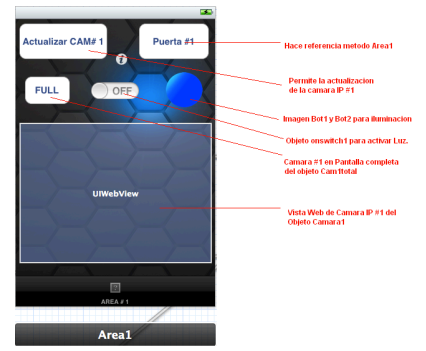 Actualizar CAM# 1
Puerta #1
Hace referencia metodo Area1
i
FULL
OFF
Permite la actualizacion
de la camara IP #1
Imagen Bot1 y Bot2 para iluminacion
Objeto onswitch1 para activar Luz.
Camara #1 en Pantalla completa
del objeto Cam1total
UIWebView
Vista Web de Camara IP #1 del
Objeto Camara1
AREA # 1
Area1